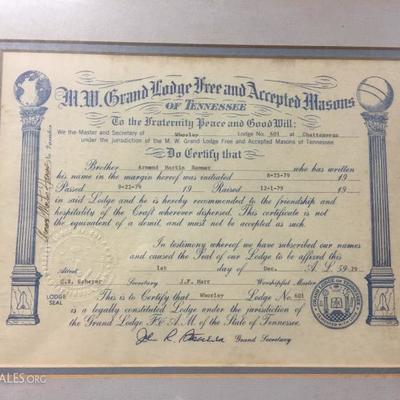 M.W. Grand Lodge Free and Accepted Masons
OF TENNESSEE
To the Fraternity Peace and Good Will:
We the Master and Secretary of Whorley Lodge No. 601 at Chattanooga
under the jurisdiction of the M. W. Grand Lodge Free and Accepted Masons of Tennessee
Do Certify that
Brother Armand Martin who has written
his name in the margin hereof was initiated 8-25-79 19
Passed 9-22-79 19 Raised 12-1-79 19
in said Lodge and he is hereby recommended to the friendship and
hospitality of the Craft wherever dispersed. This certificate is not
the equivalent of a demit, and must not be accepted as such.
In testimony whereof we have subscribed our names
and caused the Seal of our Lodge to be affixed this
1st day of Dec. A. L. 59 79
Attest
C.E. Secretary J.F. Marr Worshipful Master
LODGE
SEAL
This is to Certify that Whorley Lodge No. 601
is a legally constituted Lodge under the jurisdiction of
the Grand Lodge F. & A. M. of the State of Tennessee.
John R. Grand Secretary
ALES.ORG